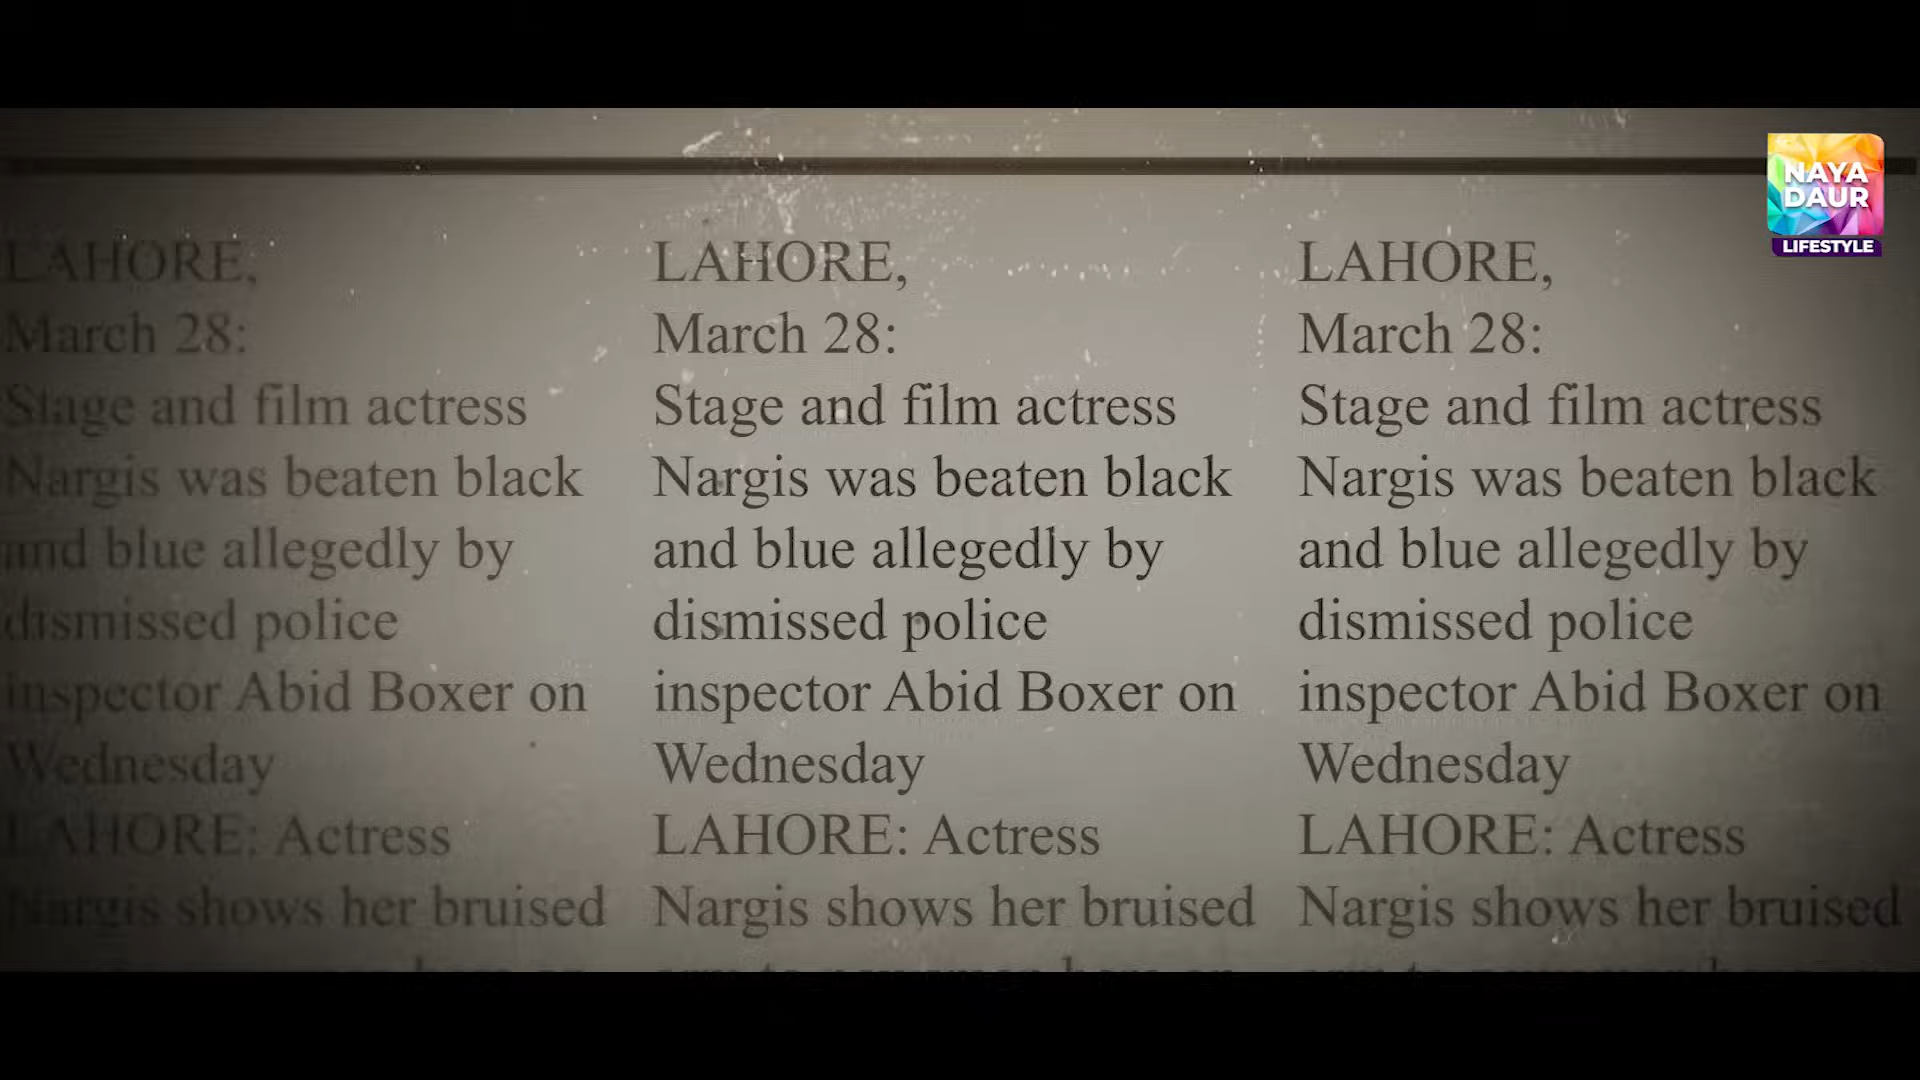 NAYA
DAUR
LIFESTYLE
LAHORE,
March 28:
Stage and film actress
Nargis was beaten black
and blue allegedly by
dismissed police
inspector Abid Boxer on
Wednesday
LAHORE: Actress
Nargis shows her bruised
LAHORE,
March 28:
Stage and film actress
Nargis was beaten black
and blue allegedly by
dismissed police
inspector Abid Boxer on
Wednesday
LAHORE: Actress
Nargis shows her bruised
LAHORE,
March 28:
Stage and film actress
Nargis was beaten black
and blue allegedly by
dismissed police
inspector Abid Boxer on
Wednesday
LAHORE: Actress
Nargis shows her bruised